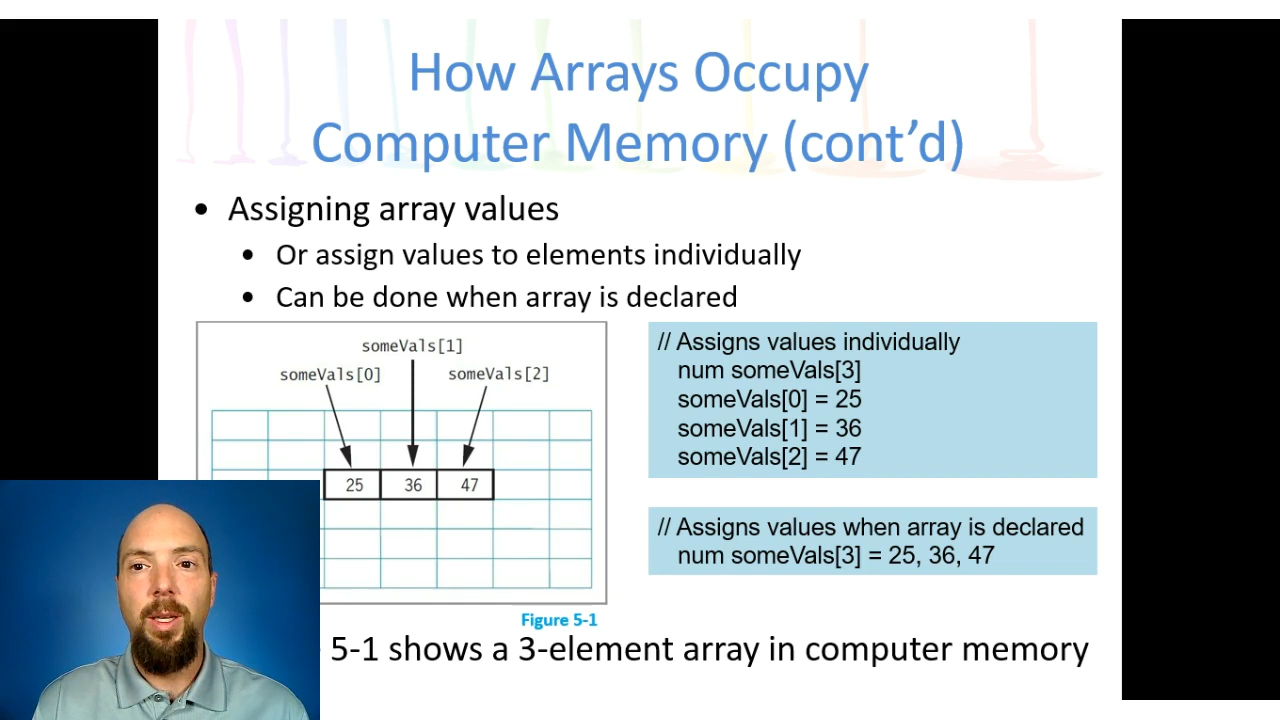 How Arrays Occupy
Computer Memory (cont’d)
• Assigning array values
• Or assign values to elements individually
• Can be done when array is declared
someVals[1]
someVals[0]
someVals[2]
25 36 47
Figure 5-1
// Assigns values individually
num someVals[3]
someVals[0] = 25
someVals[1] = 36
someVals[2] = 47
// Assigns values when array is declared
num someVals[3] = 25, 36, 47
5-1 shows a 3-element array in computer memory